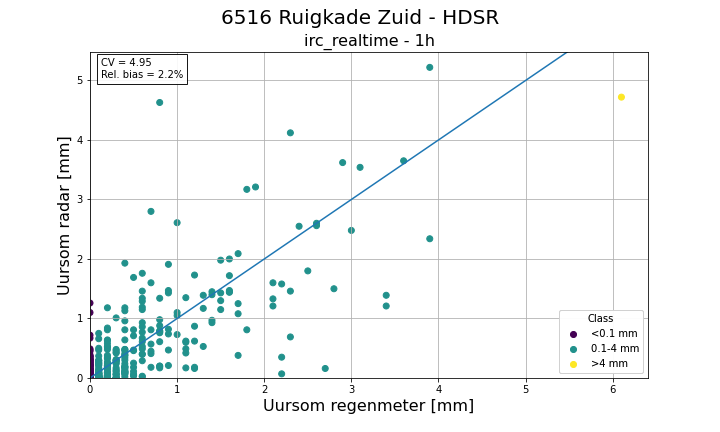 6516 Ruigkade Zuid - HDSR
irc_realtime - 1h
CV = 4.95
Rel. bias = 2.2%
Uursom radar [mm]
5
4
3
2
1
0
0 1 2 3 4 5 6
Uursom regenmeter [mm]
Class
<0.1 mm
0.1-4 mm
>4 mm